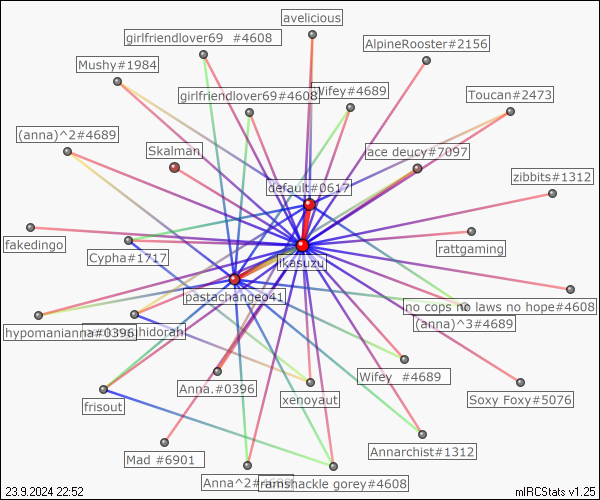 avelicious
girlfriendlover69 #4608
AlpineRooster#2156
Mushy#1984
girlfriendlover69#4608
Wifey#4689
Toucan#2473
(anna)^2#4689
Skalman
ace deucy#7097
default#0617
zibbits#1312
fakedingo
Cypha#1717
ikasuzu
rattgaming
pastachangeo41
no cops no laws no hope#4608
hypomanianna#0396
hidorah
(anna)^3#4689
Anna.#0396
Wifey #4689
frisout
xenoyaut
Soxy Foxy#5076
Mad #6901
Annarchist#1312
Anna^2#4689
ramshackle gorey#4608
23.9.2024 22:52
mIRCStats v1.25